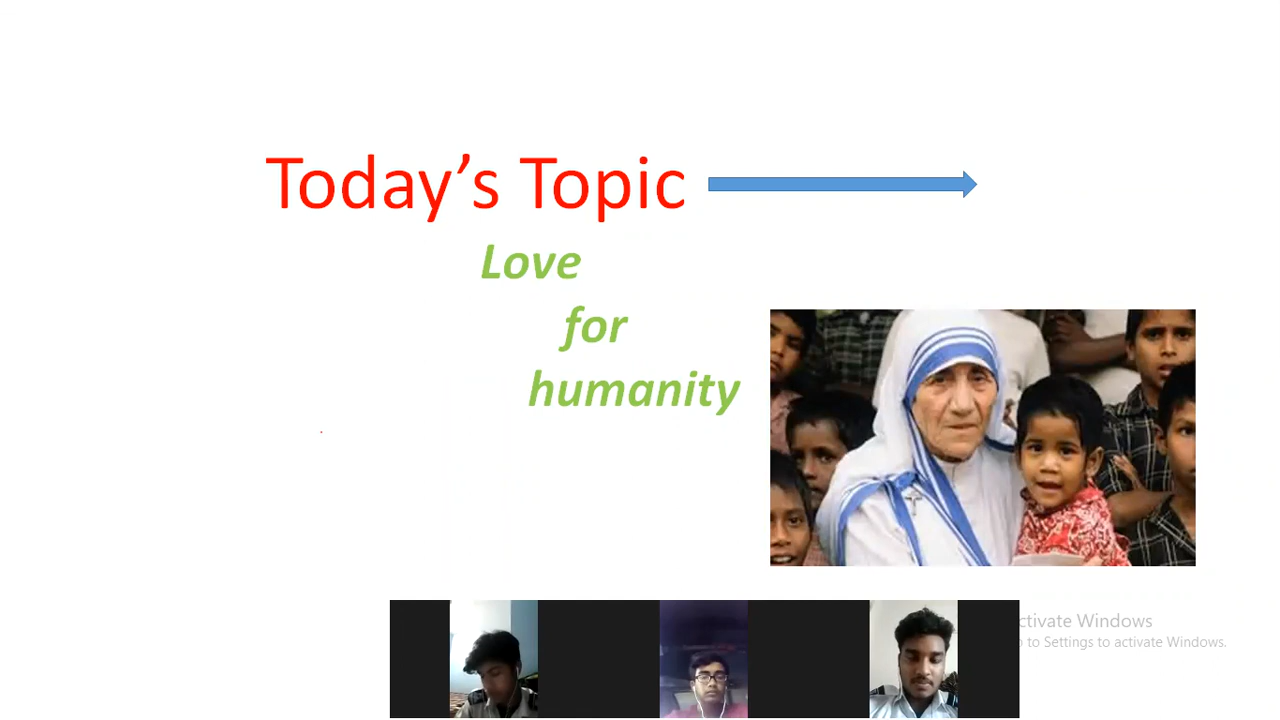 Today’s Topic
Love
for
humanity
ctivate Windows
to Settings to activate Windows.